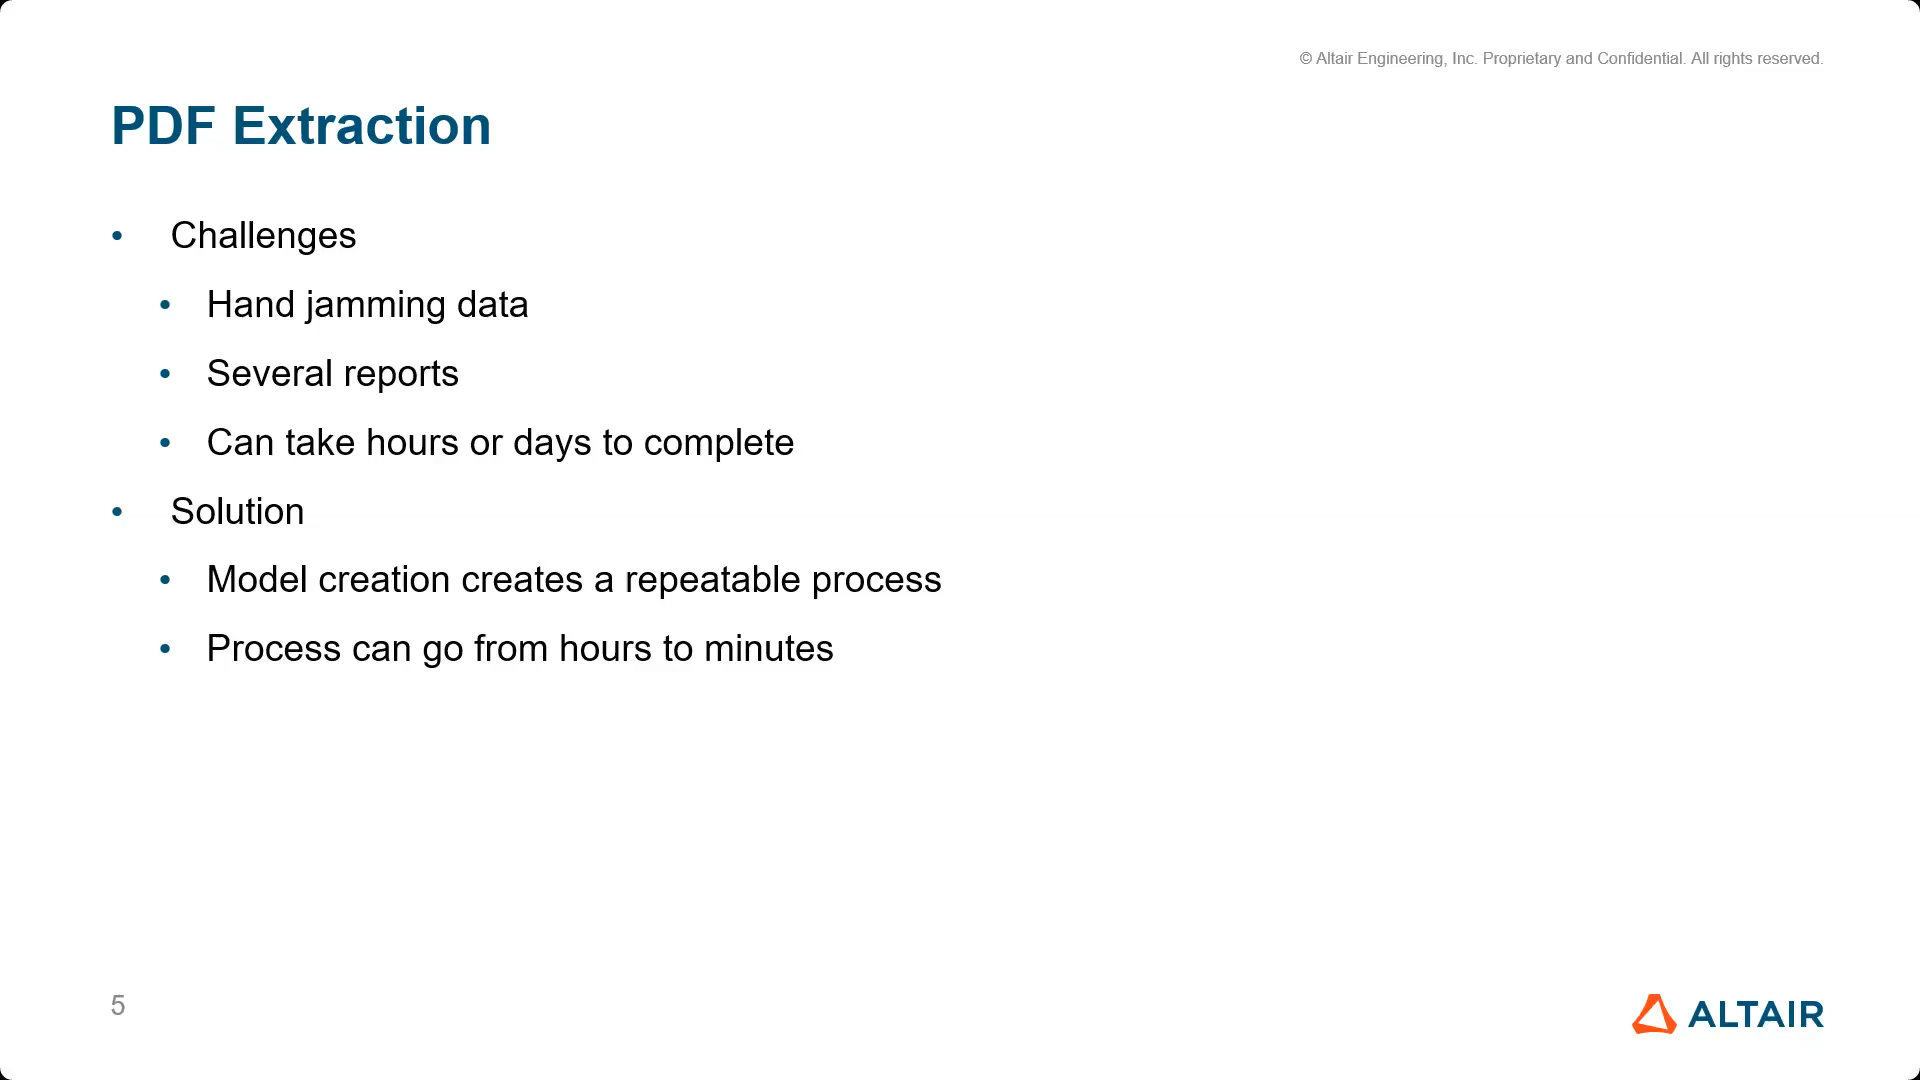 © Altair Engineering, Inc. Proprietary and Confidential. All rights reserved.
PDF Extraction
• Challenges
• Hand jamming data
• Several reports
• Can take hours or days to complete
• Solution
• Model creation creates a repeatable process
• Process can go from hours to minutes
5
ALTAIR